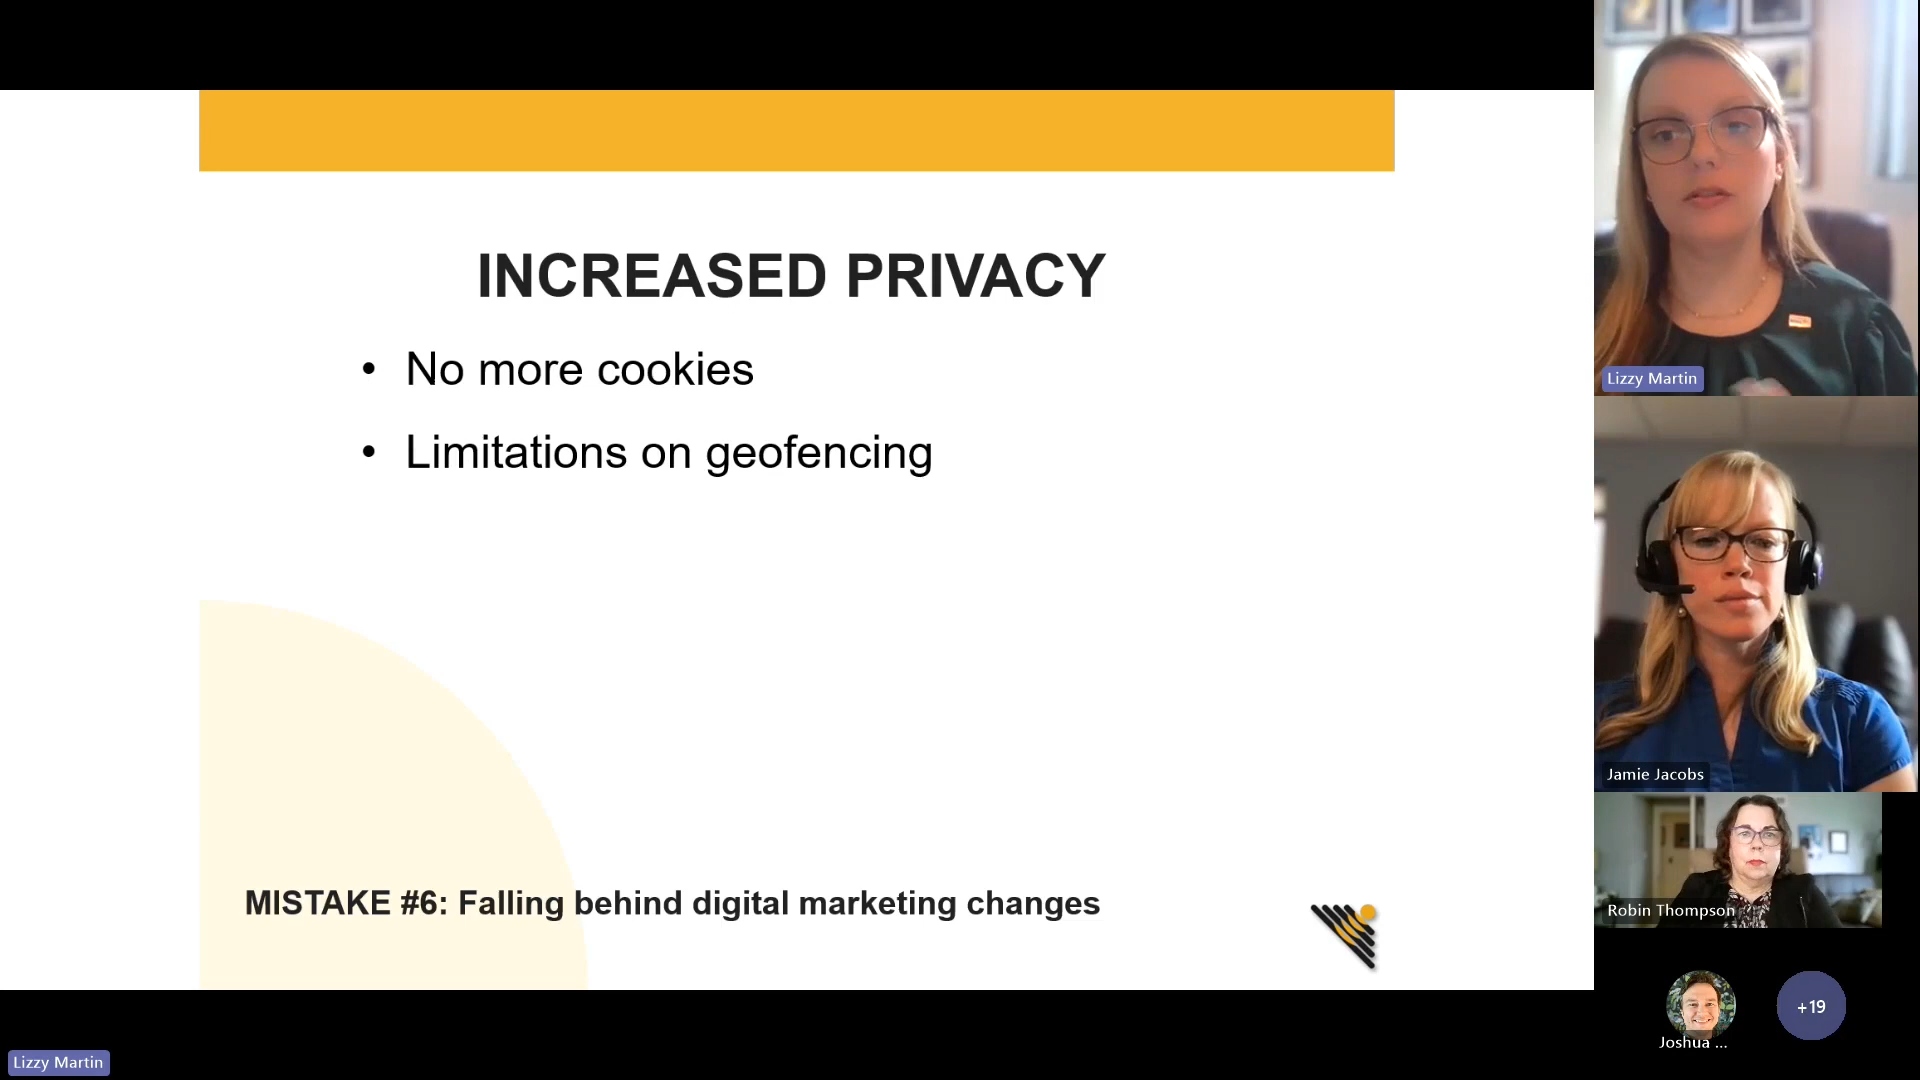 INCREASED PRIVACY
• No more cookies
• Limitations on geofencing
MISTAKE #6: Falling behind digital marketing changes
Lizzy Martin
Jamie Jacobs
Robin Thompson
Joshua ...
+19
Lizzy Martin